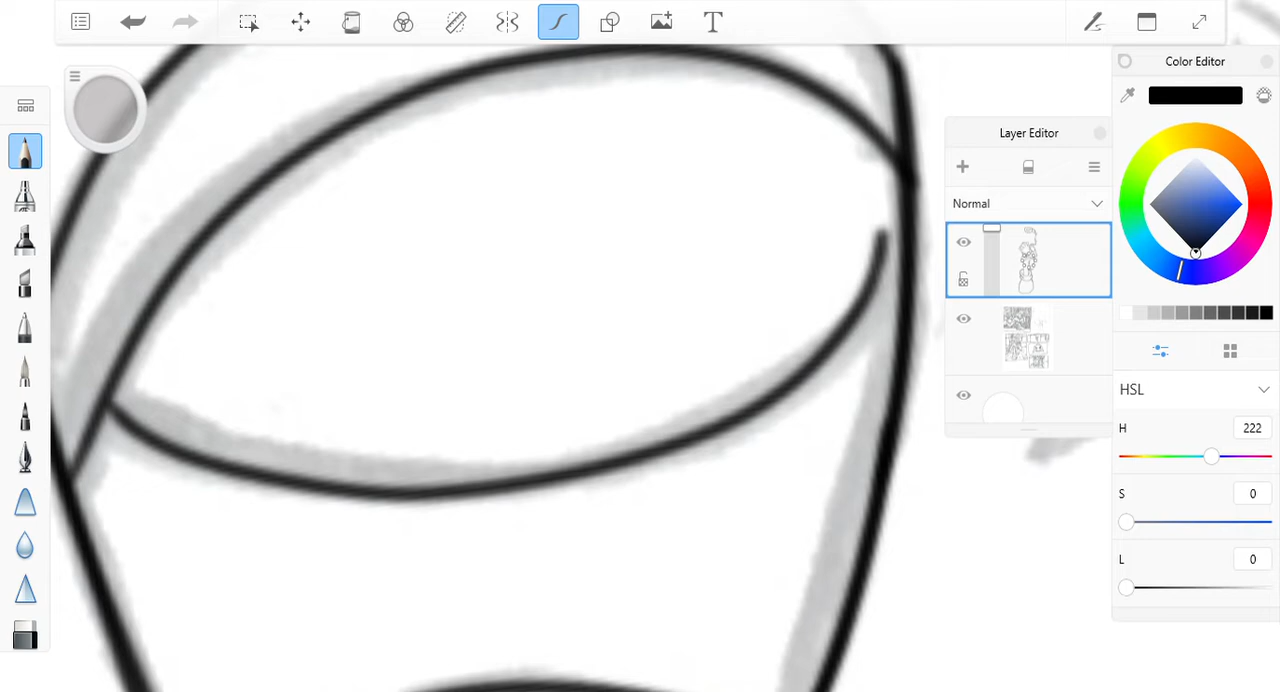 T
Color Editor
Layer Editor
Normal
HSL
H 222
S 0
L 0